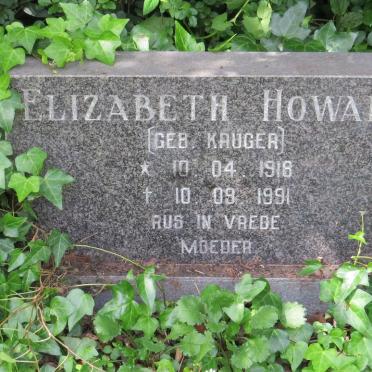 ELIZABETH HOWA
(GEB. KRUGER)
* 10 04 1918
† 10 09 1991
RUS IN VREDE
MOEDER